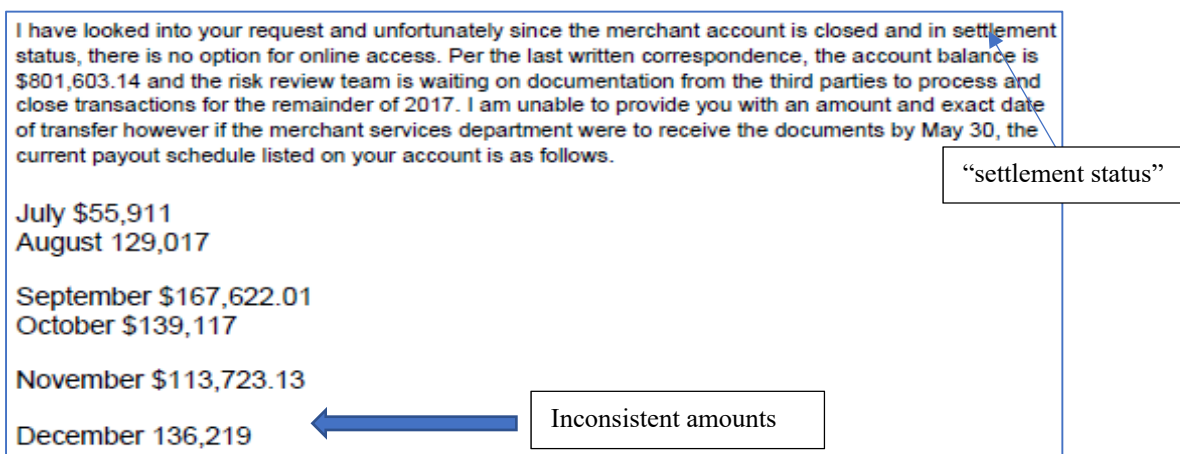 I have looked into your request and unfortunately since the merchant account is closed and in settlement
status, there is no option for online access. Per the last written correspondence, the account balance is
$801,603.14 and the risk review team is waiting on documentation from the third parties to process and
close transactions for the remainder of 2017. I am unable to provide you with an amount and exact date
of transfer however if the merchant services department were to receive the documents by May 30, the
current payout schedule listed on your account is as follows.
“settlement status”
July $55,911
August 129,017
September $167,622.01
October $139,117
November $113,723.13
Inconsistent amounts
December 136,219